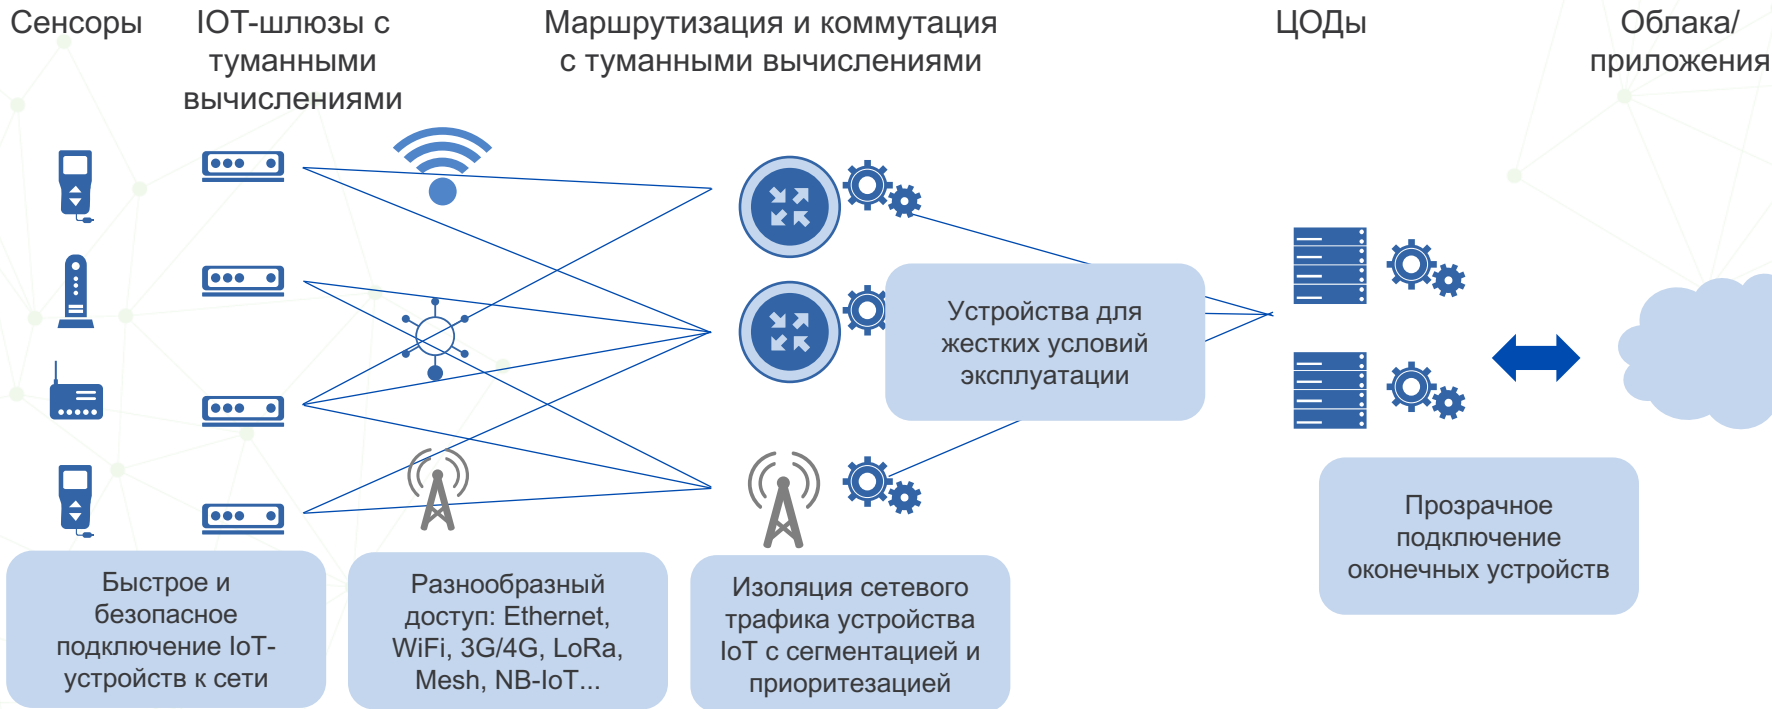 Сенсоры
IOT-шлюзы с
туманными
вычислениями
Маршрутизация и коммутация
с туманными вычислениями
ЦОДы
Облака/
приложения
Устройства для
жестких условий
эксплуатации
Быстрое и
безопасное
подключение IoT-
устройств к сети
Разнообразный
доступ: Ethernet,
WiFi, 3G/4G, LoRa,
Mesh, NB-IoT...
Изоляция сетевого
трафика устройства
IoT с сегментацией и
приоритезацией
Прозрачное
подключение
оконечных устройств